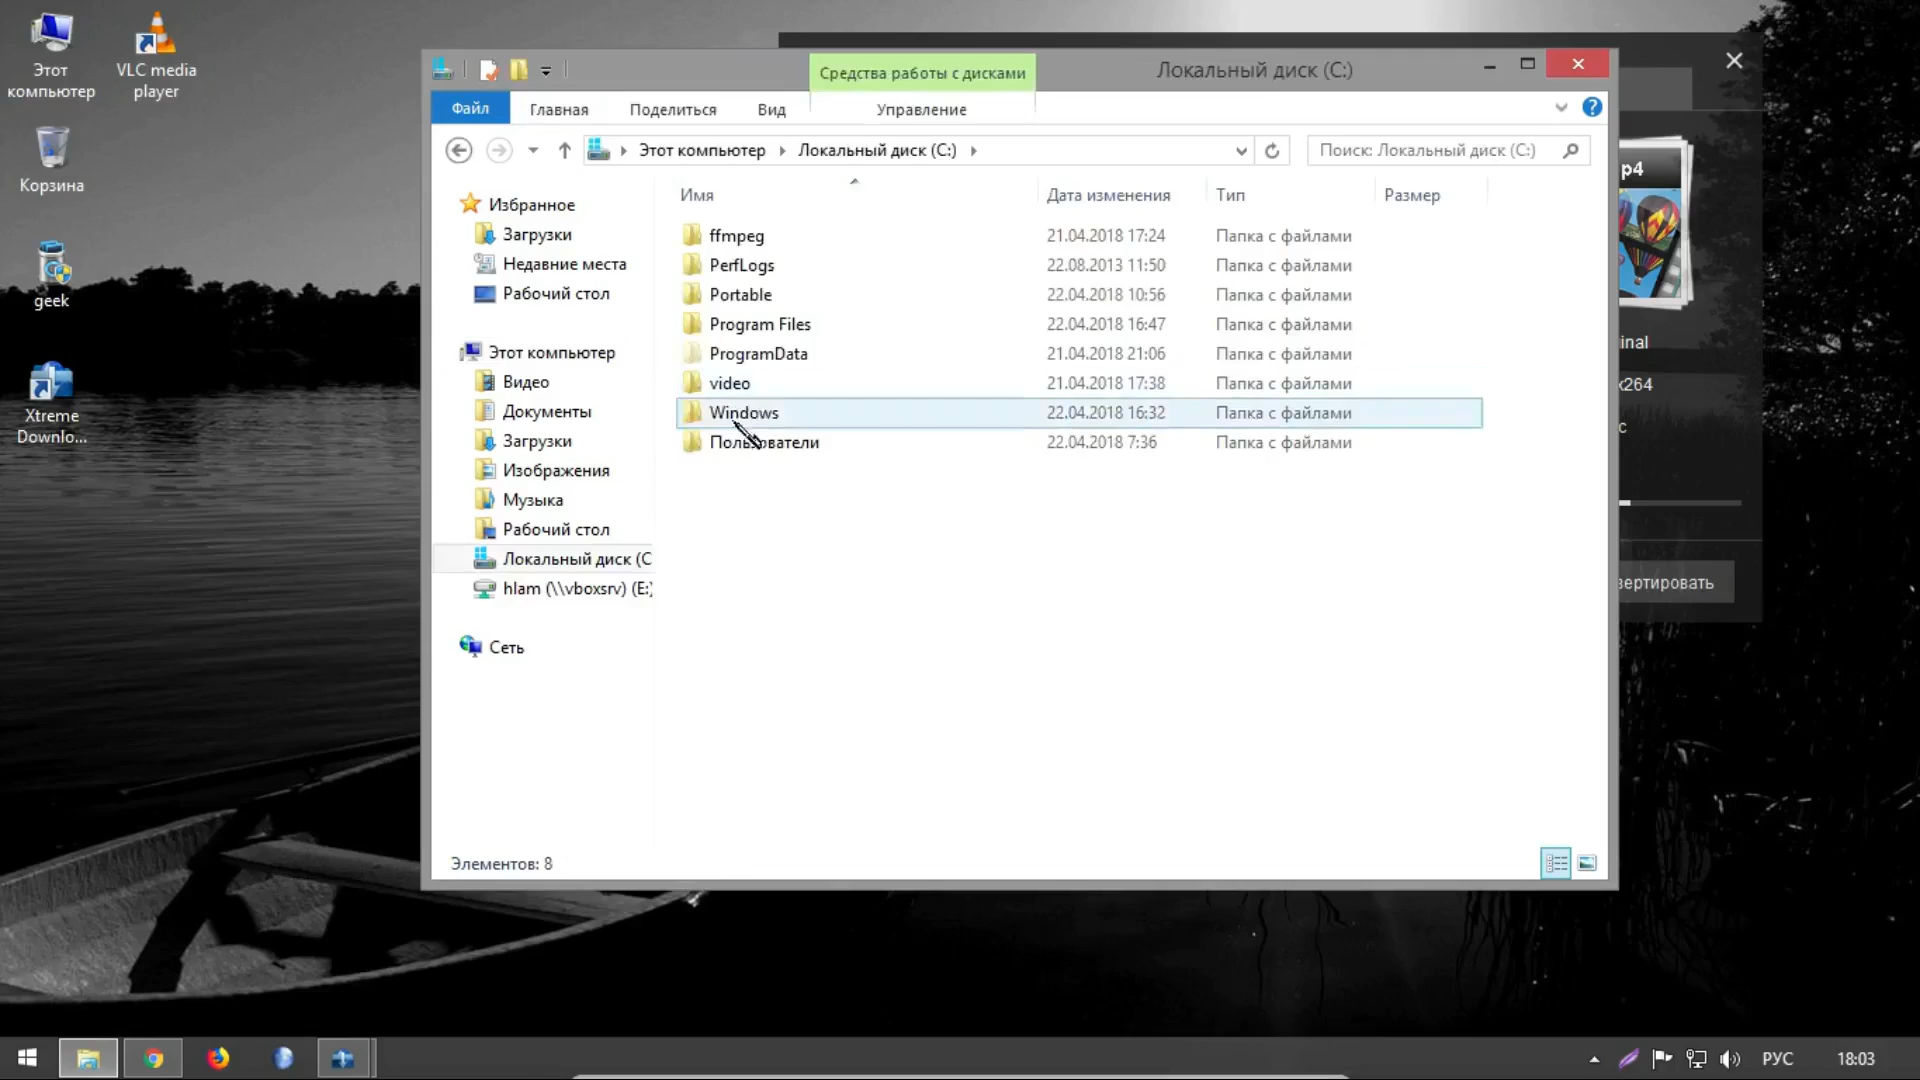 Этот
компьютер
VLC media
player
Корзина
geek
Xtreme
Downlo...
Средства работы с дисками
Локальный диск (C:)
Файл
Главная
Поделиться
Вид
Управление
Этот компьютер
Локальный диск (C:)
Поиск: Локальный диск (C:)
Избранное
Загрузки
Недавние места
Рабочий стол
Этот компьютер
Видео
Документы
Загрузки
Изображения
Музыка
Рабочий стол
Локальный диск (C
hlam (\\vboxsrv) (E:)
Сеть
Имя Дата изменения Тип Размер
ffmpeg 21.04.2018 17:24 Папка с файлами
PerfLogs 22.08.2013 11:50 Папка с файлами
Portable 22.04.2018 10:56 Папка с файлами
Program Files 22.04.2018 16:47 Папка с файлами
ProgramData 21.04.2018 21:06 Папка с файлами
video 21.04.2018 17:38 Папка с файлами
Windows 22.04.2018 16:32 Папка с файлами
Пользователи 22.04.2018 7:36 Папка с файлами
Элементов: 8
p4
inal
x264
c
вертировать
РУС
18:03